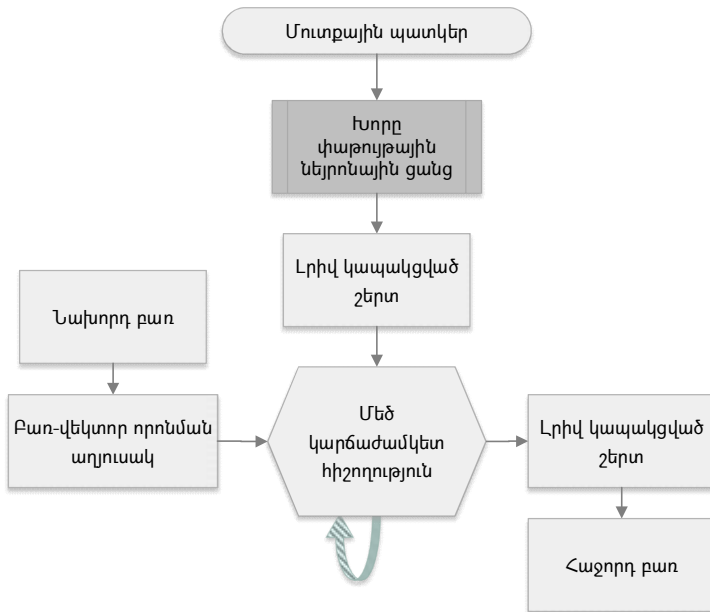 Մուտքային պատկեր
Խորը
փաթույթային
նեյրոնային ցանց
Լրիվ կապակցված
շերտ
Նախորդ բառ
Բառ-վեկտոր որոնման
աղյուսակ
Մեծ
կարճաժամկետ
հիշողություն
Լրիվ կապակցված
շերտ
Հաջորդ բառ